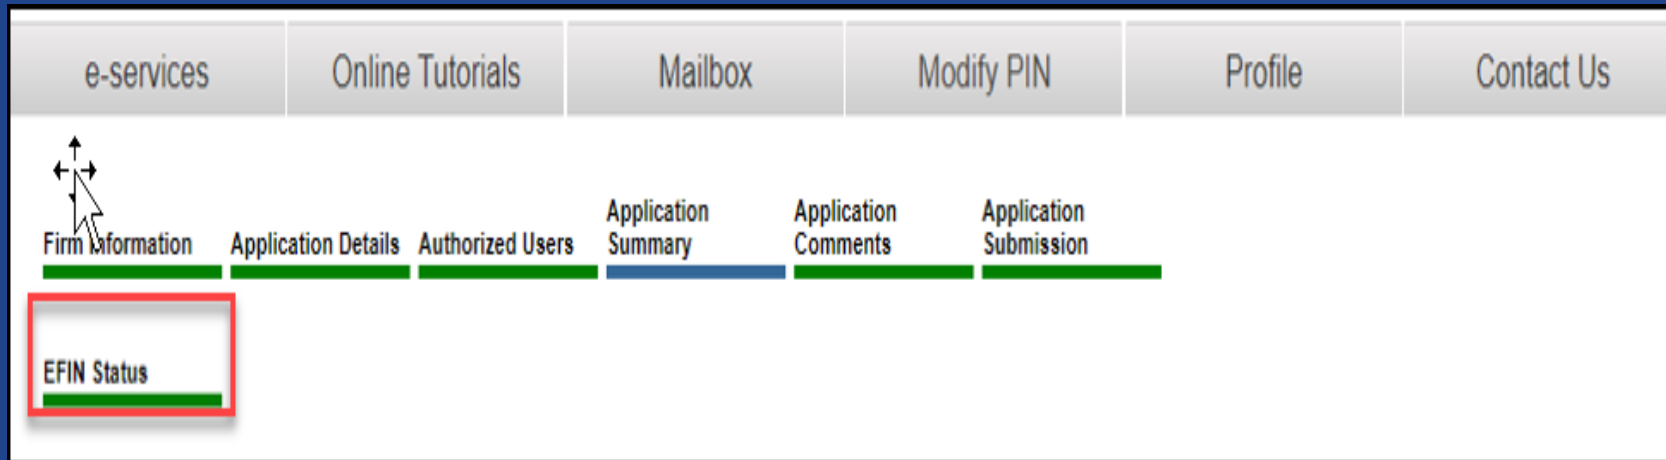 e-services Online Tutorials Mailbox Modify PIN Profile Contact Us
Firm Information Application Details Authorized Users Application Summary Application Comments Application Submission
EFIN Status